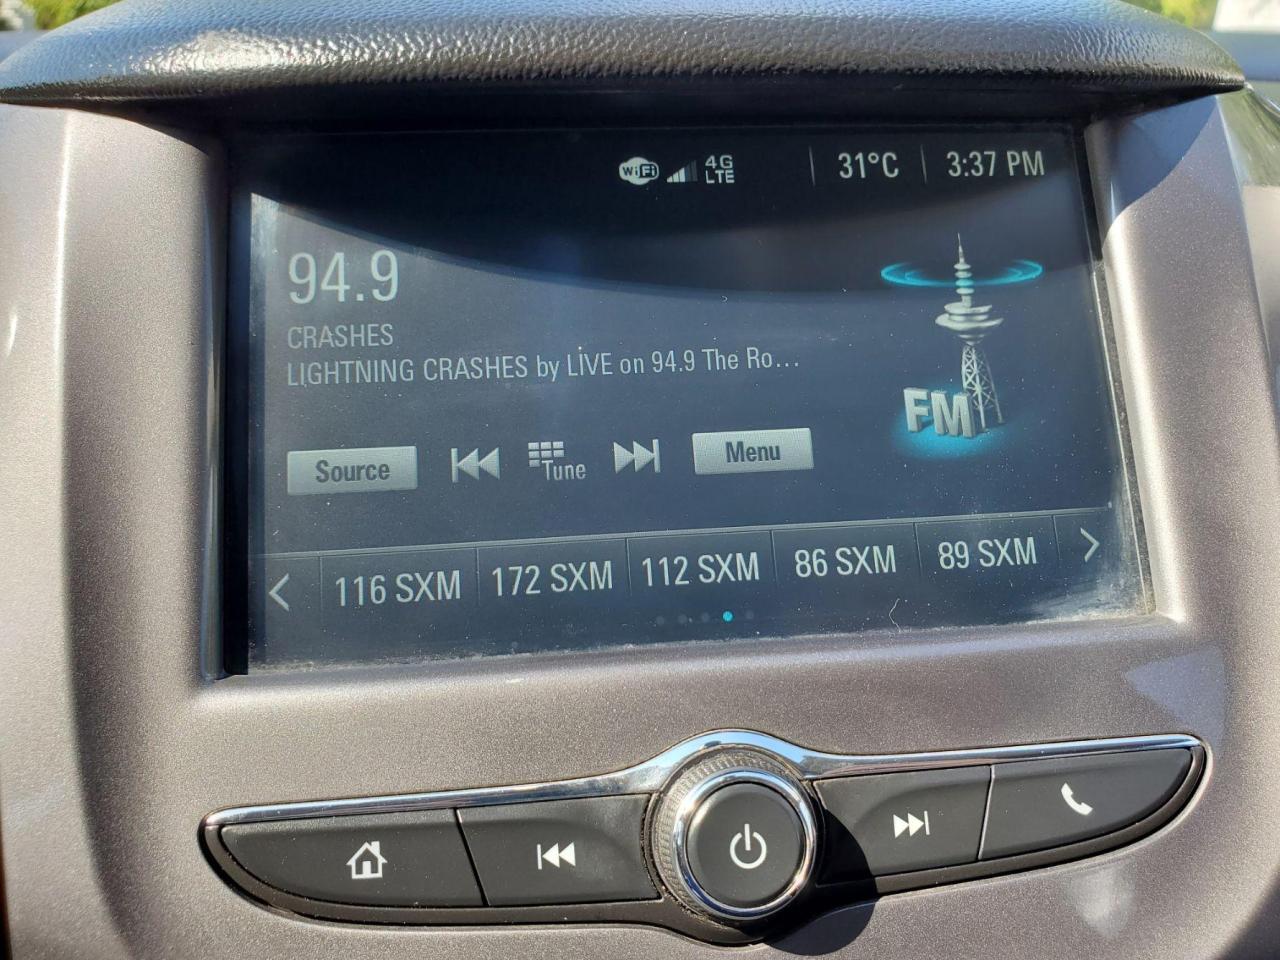 WiFi 4G LTE 31°C 3:37 PM
94.9
CRASHES
LIGHTNING CRASHES by LIVE on 94.9 The Ro...
FM
Source Tune Menu
116 SXM 172 SXM 112 SXM 86 SXM 89 SXM